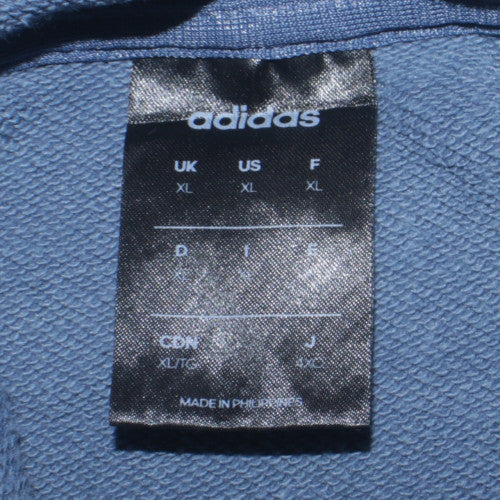 adidas
UK US F
XL XL XL
D I E
CDN J
XL/TG 4XO
MADE IN PHILIPPINES